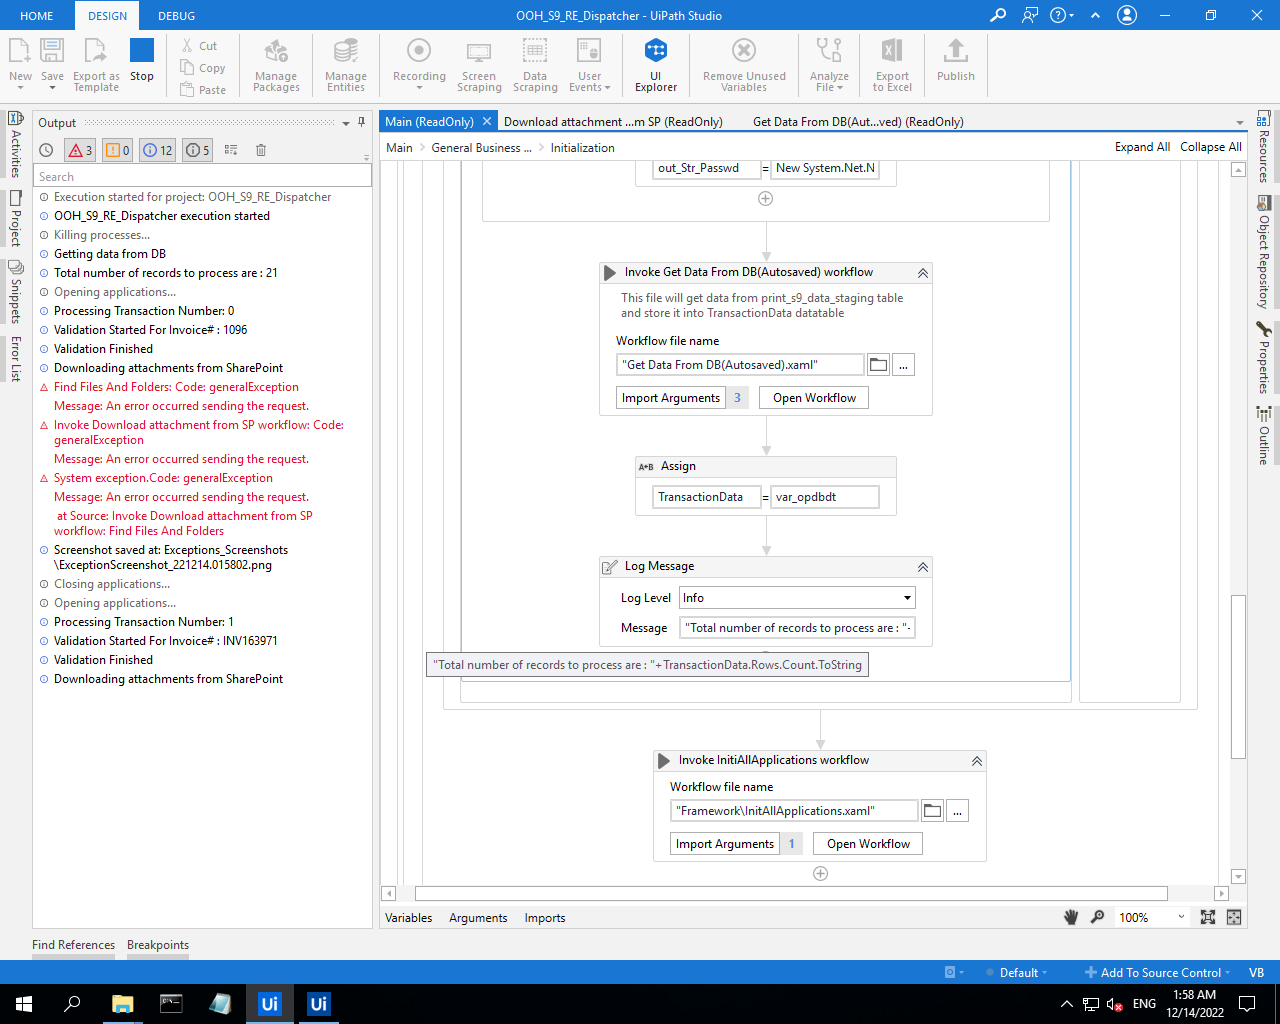 HOME
DESIGN
DEBUG
OOH_S9_RE_Dispatcher - UiPath Studio
New
Save
Export as
Template
Stop
Cut
Copy
Paste
Manage
Packages
Manage
Entities
Recording
Screen
Scraping
Data
Scraping
User
Events
UI
Explorer
Remove Unused
Variables
Analyze
File
Export
to Excel
Publish
Activities
Project
Snippets
Error List
Output
3
0
12
5
Search
Execution started for project: OOH_S9_RE_Dispatcher
OOH_S9_RE_Dispatcher execution started
Killing processes...
Getting data from DB
Total number of records to process are : 21
Opening applications...
Processing Transaction Number: 0
Validation Started For Invoice# : 1096
Validation Finished
Downloading attachments from SharePoint
Find Files And Folders: Code: generalException
Message: An error occurred sending the request.
Invoke Download attachment from SP workflow: Code:
generalException
Message: An error occurred sending the request.
System exception.Code: generalException
Message: An error occurred sending the request.
at Source: Invoke Download attachment from SP
workflow: Find Files And Folders
Screenshot saved at: Exceptions_Screenshots
\ExceptionScreenshot_221214.015802.png
Closing applications...
Opening applications...
Processing Transaction Number: 1
Validation Started For Invoice# : INV163971
Validation Finished
Downloading attachments from SharePoint
Find References
Breakpoints
Main (ReadOnly)
Download attachment ...m SP (ReadOnly)
Get Data From DB(Aut...ved) (ReadOnly)
Main
General Business ...
Initialization
Expand All
Collapse All
out_Str_Passwd
=
New System.Net.N
Invoke Get Data From DB(Autosaved) workflow
This file will get data from print_s9_data_staging table
and store it into TransactionData datatable
Workflow file name
"Get Data From DB(Autosaved).xaml"
...
Import Arguments
3
Open Workflow
A+B
Assign
TransactionData
=
var_opdbdt
Log Message
Log Level
Info
Message
"Total number of records to process are : "+
"Total number of records to process are : "+TransactionData.Rows.Count.ToString
Invoke InitiAllApplications workflow
Workflow file name
"Framework\InitAllApplications.xaml"
...
Import Arguments
1
Open Workflow
Variables
Arguments
Imports
100%
Resources
Object Repository
Properties
Outline
Default
Add To Source Control
VB
Ui
Ui
ENG
1:58 AM
12/14/2022